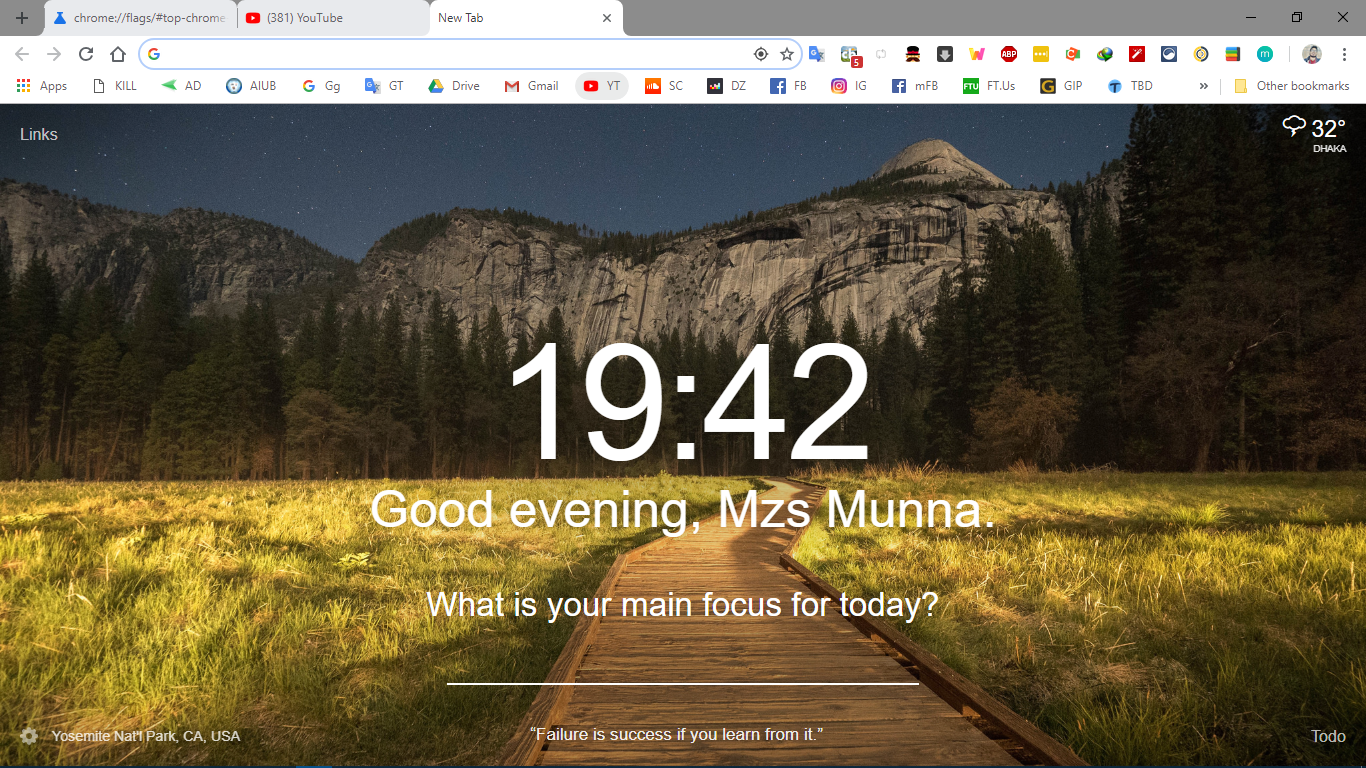 chrome://flags/#top-chrome
(381) YouTube
New Tab
5
ABP
m
Apps
KILL
AD
AIUB
Gg
GT
Drive
Gmail
YT
SC
DZ
FB
IG
mFB
FTU
FT.Us
GIP
TBD
»
Other bookmarks
Links
32°
DHAKA
19:42
Good evening, Mzs Munna.
What is your main focus for today?
“Failure is success if you learn from it.”
Yosemite Nat'l Park, CA, USA
Todo